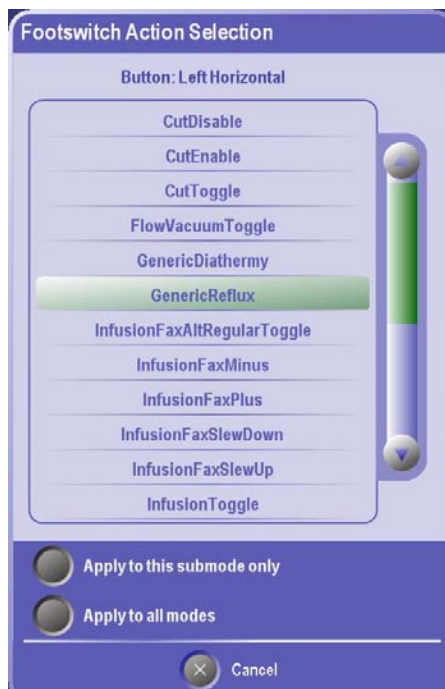 Footswitch Action Selection
Button: Left Horizontal
CutDisable
CutEnable
CutToggle
FlowVacuumToggle
GenericDiathermy
GenericReflux
InfusionFaxAltRegularToggle
InfusionFaxMinus
InfusionFaxPlus
InfusionFaxSlewDown
InfusionFaxSlewUp
InfusionToggle
Apply to this submode only
Apply to all modes
Cancel